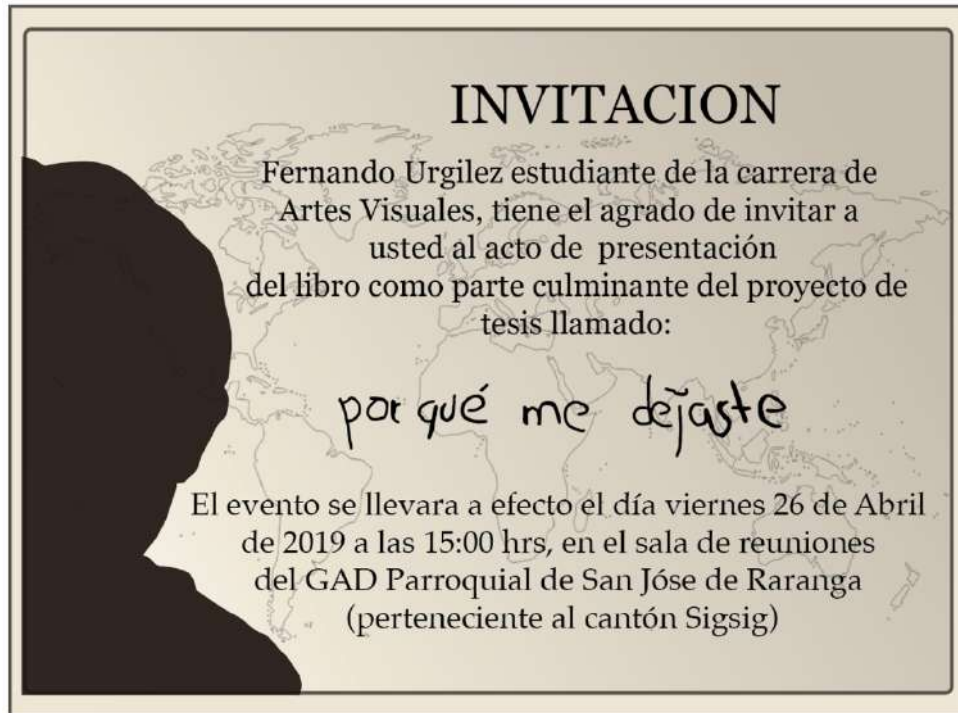 INVITACION
Fernando Urgilez estudiante de la carrera de
Artes Visuales, tiene el agrado de invitar a
usted al acto de presentación
del libro como parte culminante del proyecto de
tesis llamado:
por qué me dejaste
El evento se llevara a efecto el día viernes 26 de Abril
de 2019 a las 15:00 hrs, en el sala de reuniones
del GAD Parroquial de San Jóse de Raranga
(perteneciente al cantón Sigsig)